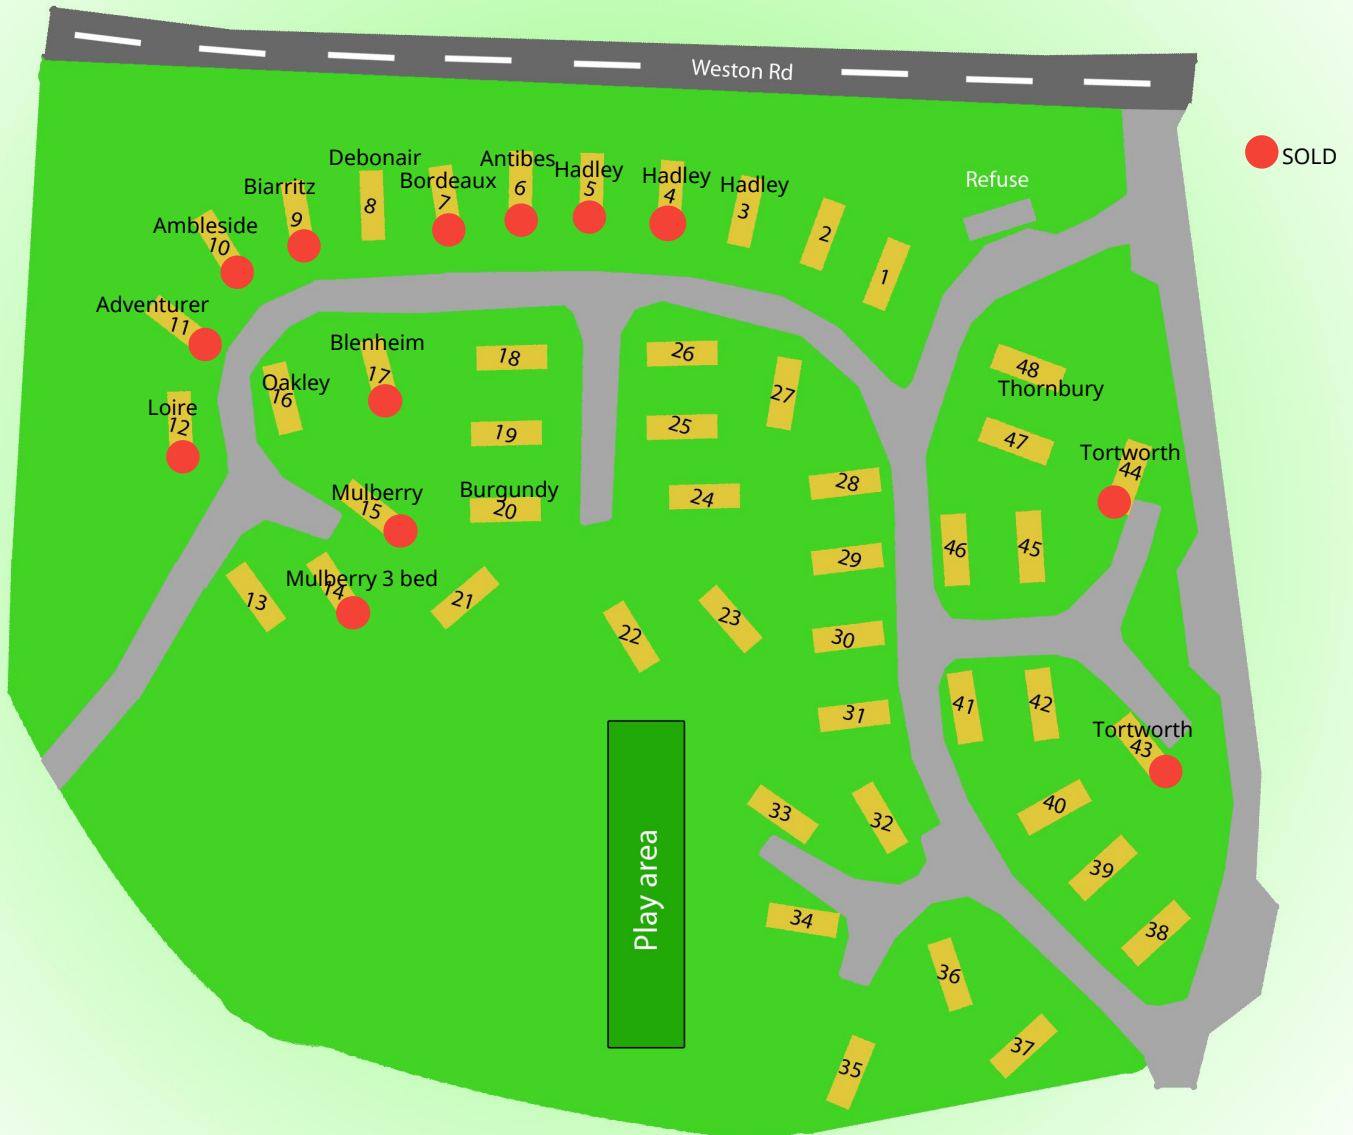 Weston Rd
SOLD
Refuse
Debonair
8
Antibes
6
Hadley
5
Hadley
4
Hadley
3
2
1
Bordeaux
7
Biarritz
9
Ambleside
10
Adventurer
11
Loire
12
Oakley
16
Blenheim
17
18
19
Burgundy
20
Mulberry
15
Mulberry 3 bed
14
13
21
22
23
24
25
26
27
28
29
30
31
32
33
34
35
36
37
38
39
40
41
42
Tortworth
43
Tortworth
44
45
46
47
48
Thornbury
Play area